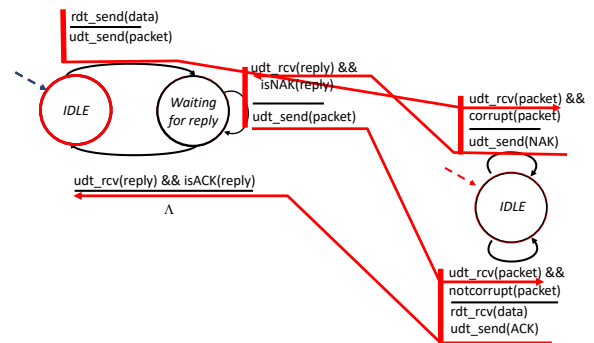 rdt_send(data)
udt_send(packet)
IDLE
Waiting
for reply
udt_rcv(reply) &&
isNAK(reply)
udt_send(packet)
udt_rcv(reply) && isACK(reply)
Λ
udt_rcv(packet) &&
corrupt(packet)
udt_send(NAK)
IDLE
udt_rcv(packet) &&
notcorrupt(packet)
rdt_rcv(data)
udt_send(ACK)